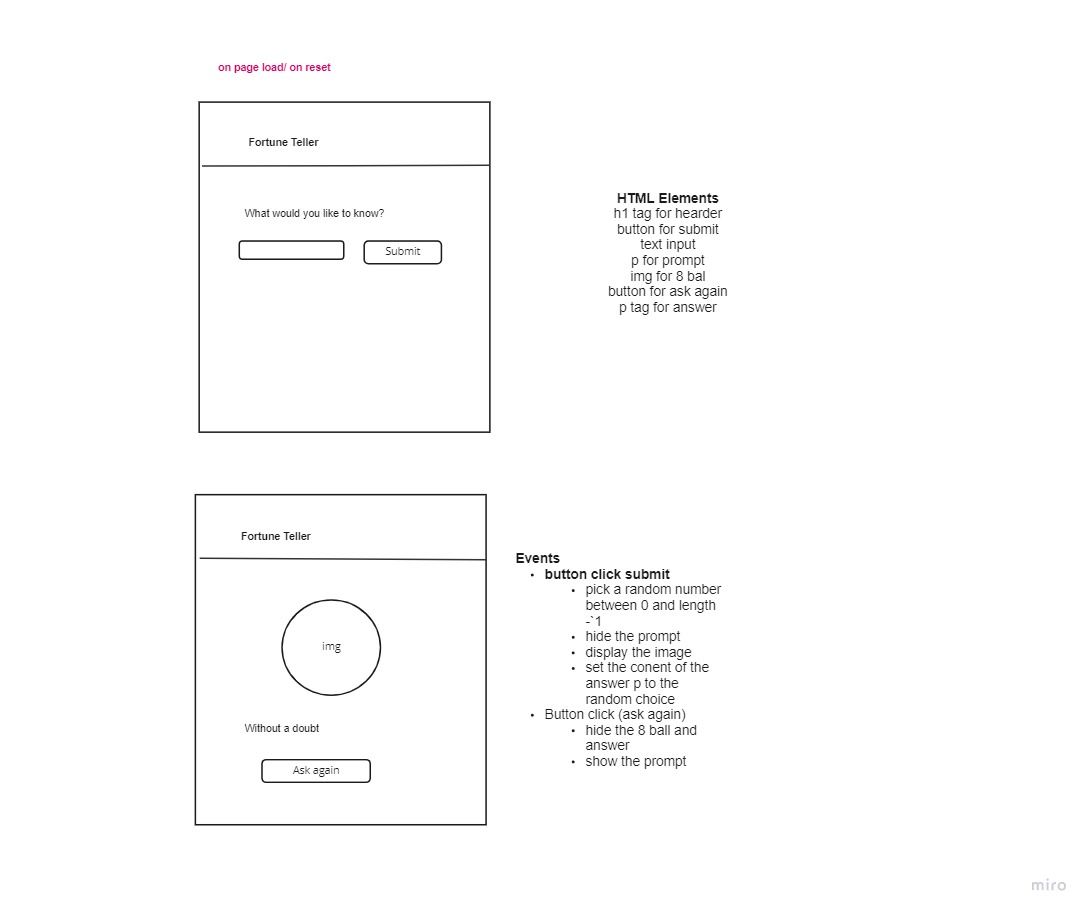 on page load/ on reset
Fortune Teller
What would you like to know?
Submit
HTML Elements
h1 tag for hearder
button for submit
text input
p for prompt
img for 8 bal
button for ask again
p tag for answer
Fortune Teller
img
Without a doubt
Ask again
Events
• button click submit
• pick a random number
between 0 and length
-`1
• hide the prompt
• display the image
• set the conent of the
answer p to the
random choice
• Button click (ask again)
• hide the 8 ball and
answer
• show the prompt
miro